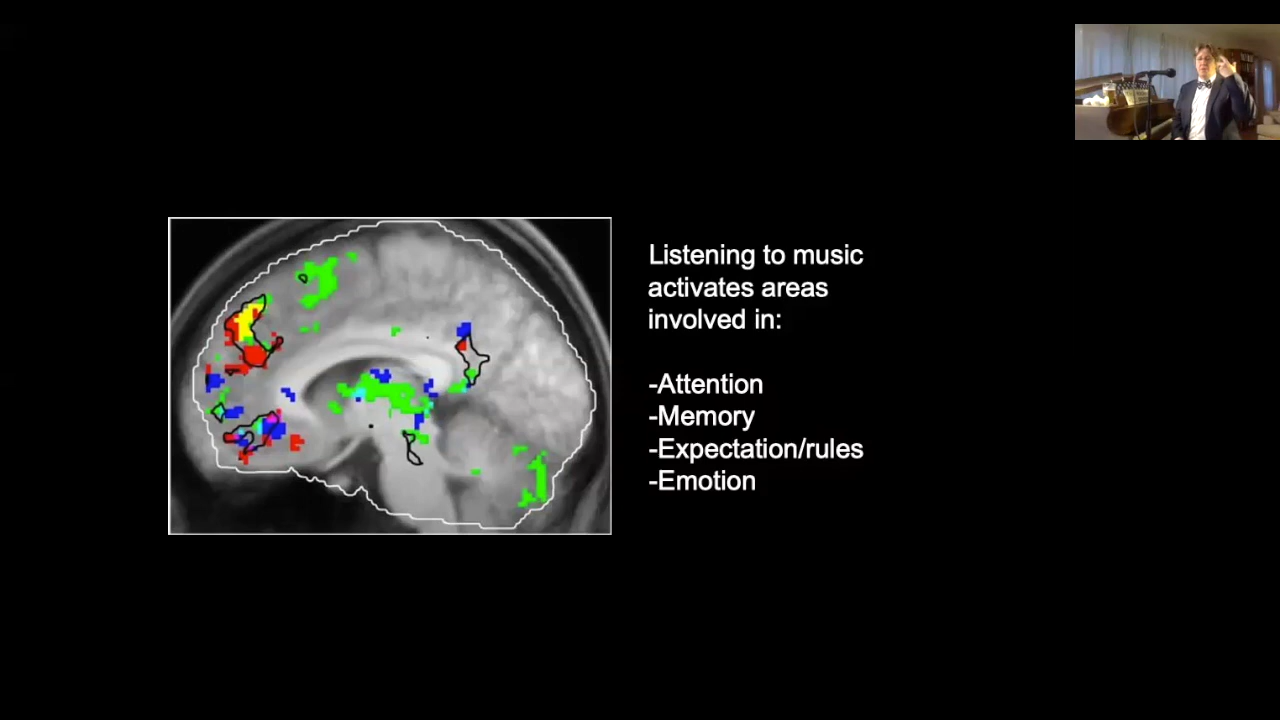 Listening to music
activates areas
involved in:
-Attention
-Memory
-Expectation/rules
-Emotion